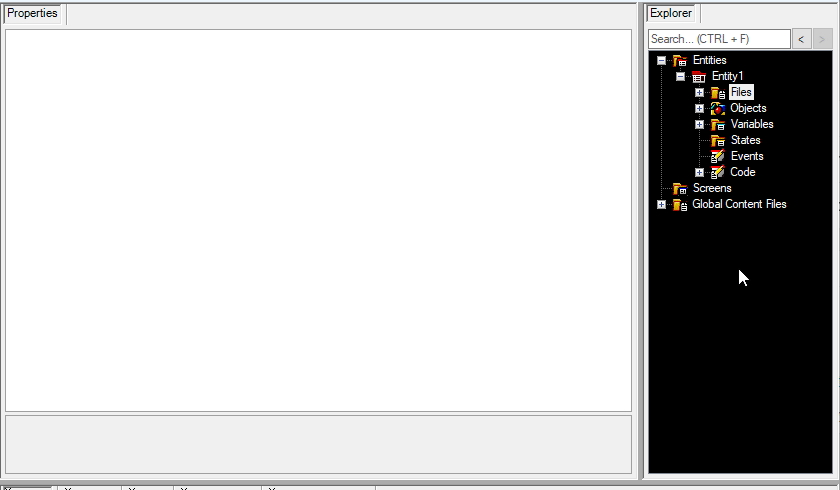 Properties
Explorer
Search... (CTRL + F)
<
>
Entities
Entity1
Files
Objects
Variables
States
Events
Code
Screens
Global Content Files